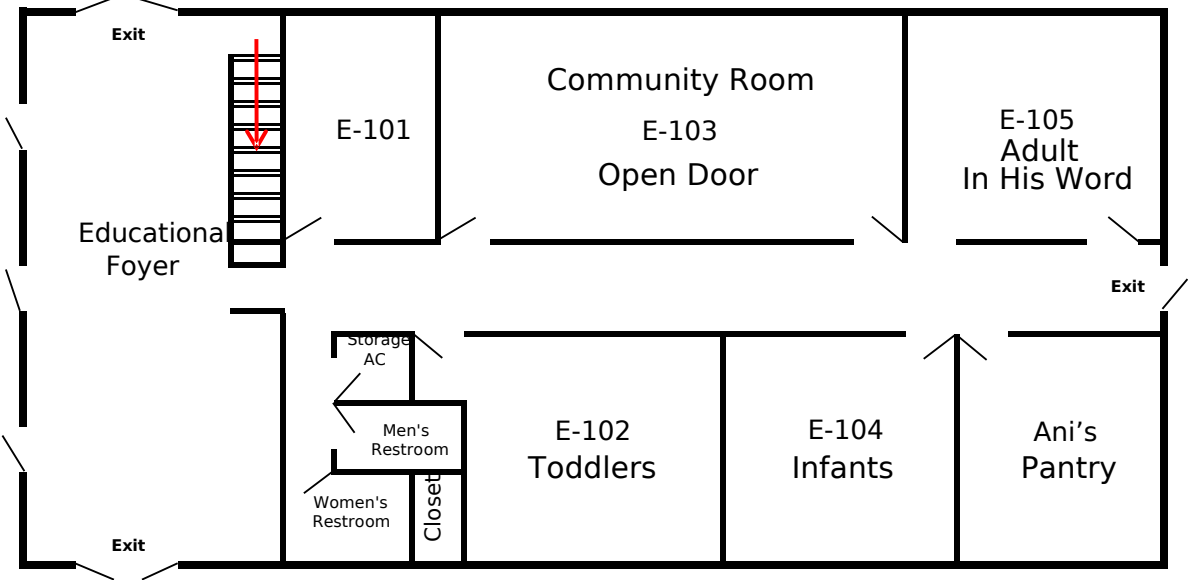 Exit
Community Room
E-101
E-103
Open Door
E-105
Adult
In His Word
Educational
Foyer
Exit
Storage
AC
Men's
Restroom
Women's
Restroom
Closet
E-102
Toddlers
E-104
Infants
Ani’s
Pantry
Exit